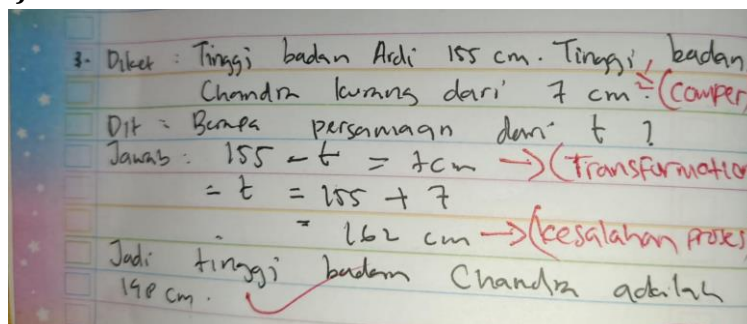 3. Diket : Tinggi badan Ardi 155 cm. Tinggi badan
Chandra kurang dari 7 cm. → (comper
Dit : Berapa persamaan dari t ?
Jawab : 155 - t = 7cm → (Transformatio
= t = 155 + 7
= 162 cm → (kesalahan proses
Jadi tinggi badan Chandra adalah
148 cm.